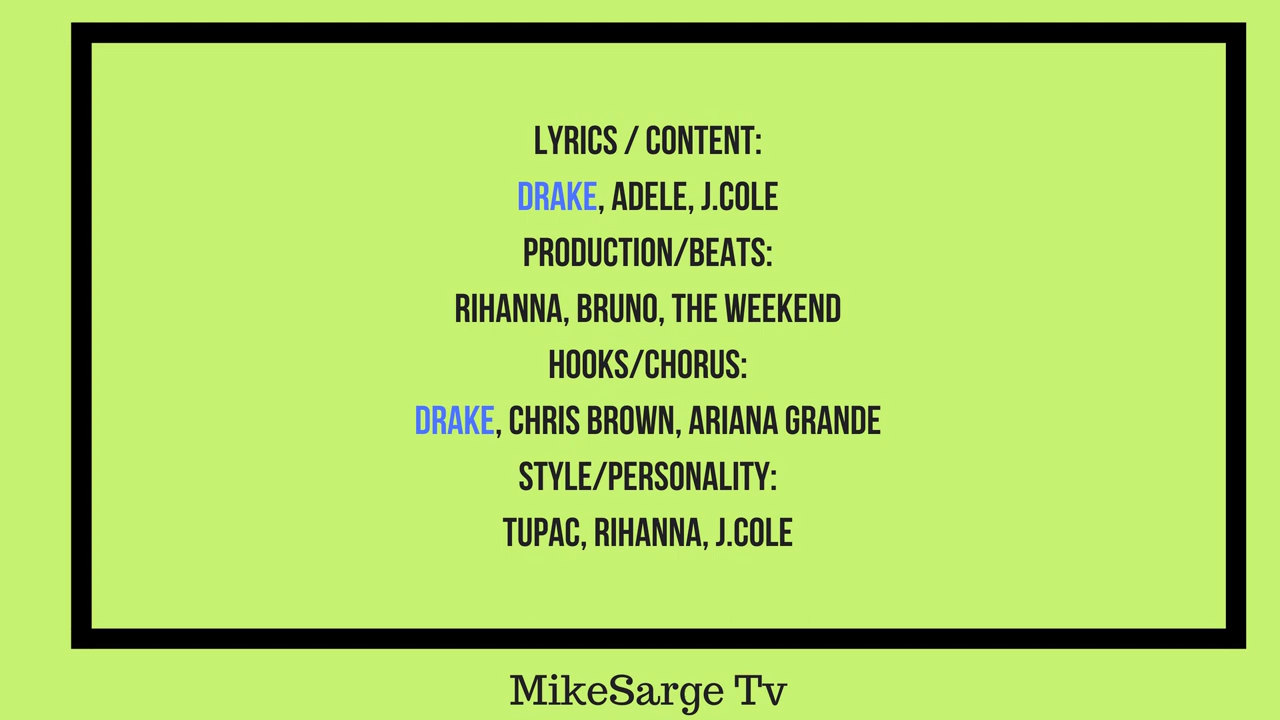 LYRICS / CONTENT:
DRAKE, ADELE, J.COLE
PRODUCTION/BEATS:
RIHANNA, BRUNO, THE WEEKEND
HOOKS/CHORUS:
DRAKE, CHRIS BROWN, ARIANA GRANDE
STYLE/PERSONALITY:
TUPAC, RIHANNA, J.COLE
MikeSarge Tv